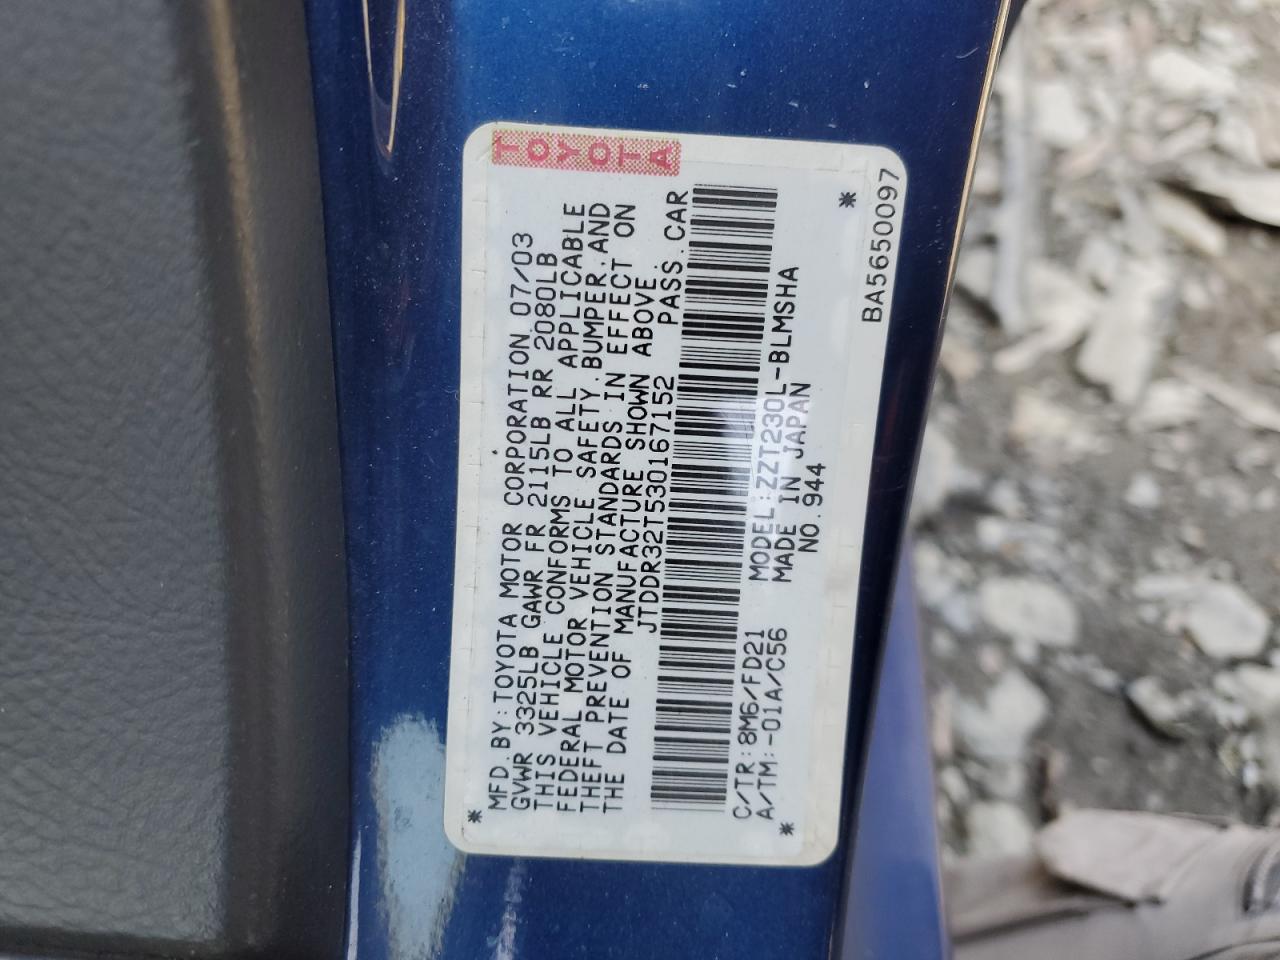 TOYOTA
* MFD.BY:TOYOTA MOTOR CORPORATION 07/03
GVWR 3325LB GAWR FR 2115LB RR 2080LB
THIS VEHICLE CONFORMS TO ALL APPLICABLE
FEDERAL MOTOR VEHICLE SAFETY,BUMPER,AND
THEFT PREVENTION STANDARDS IN EFFECT ON
THE DATE OF MANUFACTURE SHOWN ABOVE.
JTDDR32T530167152 PASS.CAR
C/TR:8M6/FD21 MODEL:ZZT230L-BLMSHA
A/TM:-01A/C56 MADE IN JAPAN
* NO.944 *
BA5650097